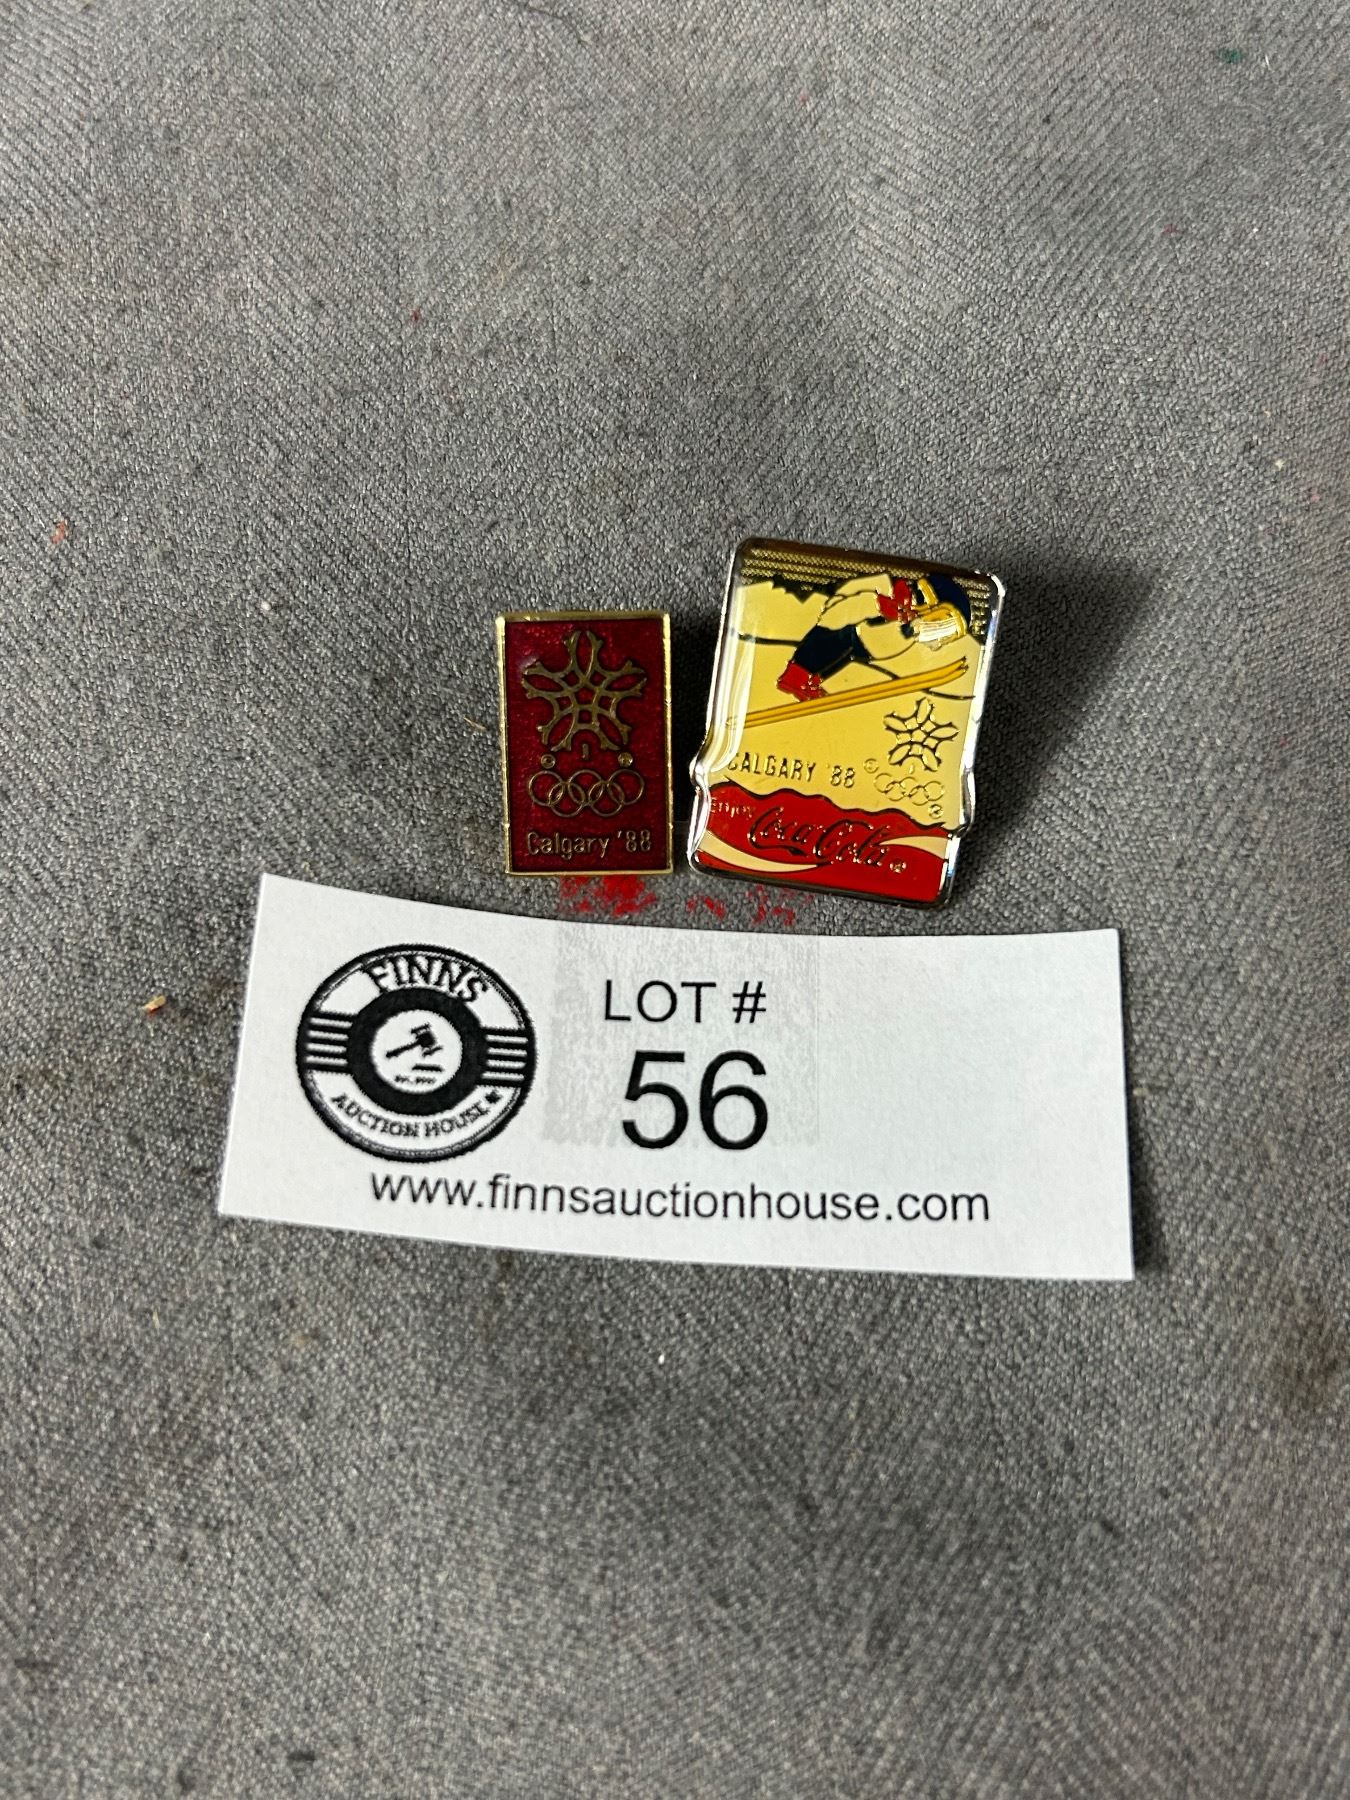 Calgary '88
CALGARY '88
Enjoy
Coca-Cola
FINNS
AUCTION HOUSE
LOT #
56
www.finnsauctionhouse.com